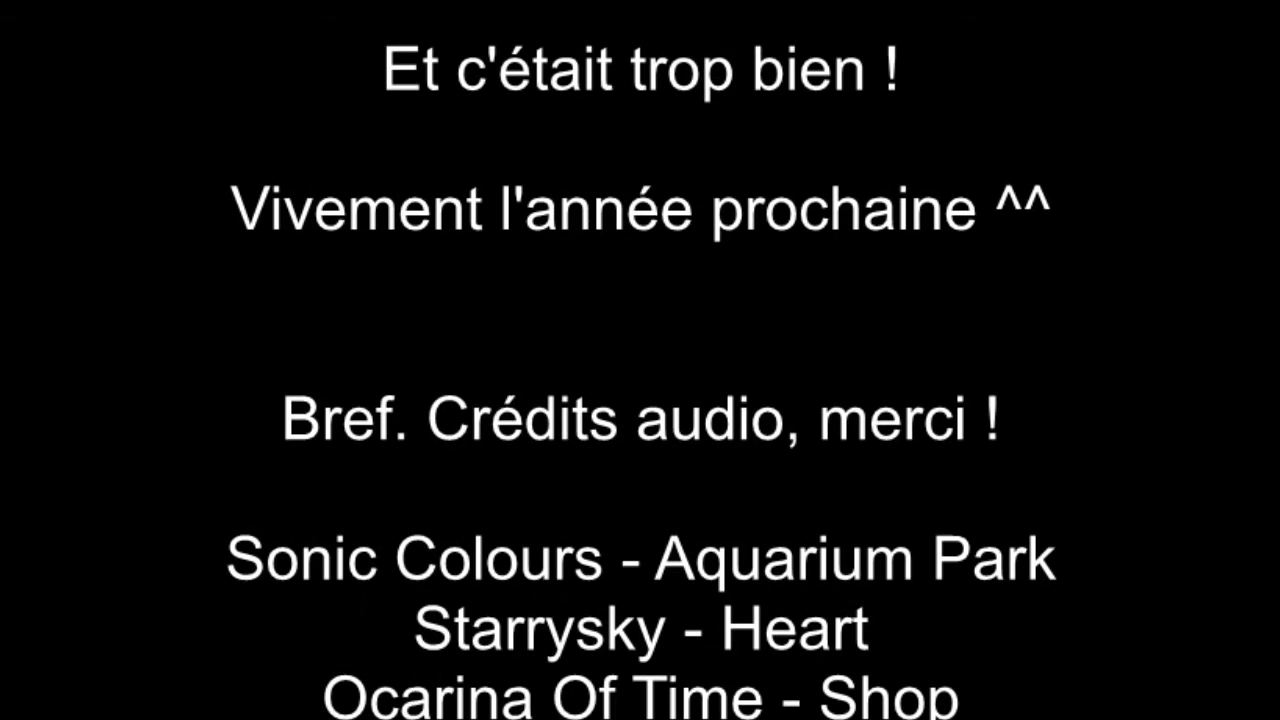 Et c'était trop bien !
Vivement l'année prochaine ^^
Bref. Crédits audio, merci !
Sonic Colours - Aquarium Park
Starrysky - Heart
Ocarina Of Time - Shop